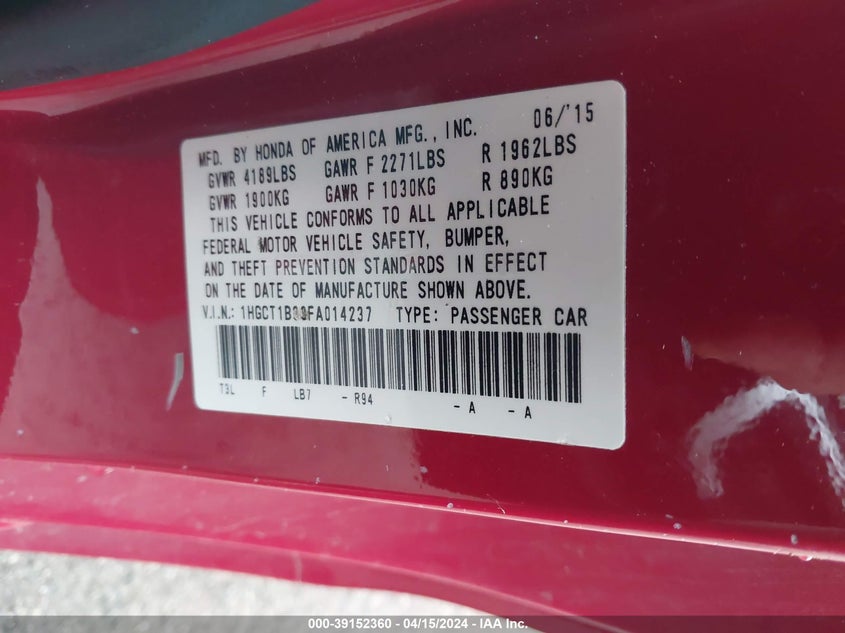 MFD. BY HONDA OF AMERICA MFG., INC. 06/'15
GVWR 4189LBS GAWR F 2271LBS R 1962LBS
GVWR 1900KG GAWR F 1030KG R 890KG
THIS VEHICLE CONFORMS TO ALL APPLICABLE
FEDERAL MOTOR VEHICLE SAFETY, BUMPER,
AND THEFT PREVENTION STANDARDS IN EFFECT
ON THE DATE OF MANUFACTURE SHOWN ABOVE.
V.I.N.: TYPE: PASSENGER CAR
T3L F LB7 - R94 - A - A
000-39152360 - 04/15/2024 - IAA Inc.